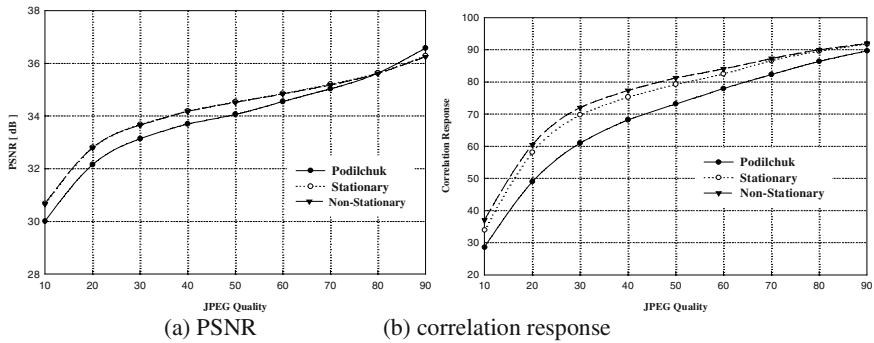 38
36
34
32
30
28
PSNR [ dB ]
10 20 30 40 50 60 70 80 90
JPEG Quality
Podilchuk
Stationary
Non-Stationary
(a) PSNR
100
90
80
70
60
50
40
30
20
Correlation Response
10 20 30 40 50 60 70 80 90
JPEG Quality
Podilchuk
Stationary
Non-Stationary
(b) correlation response